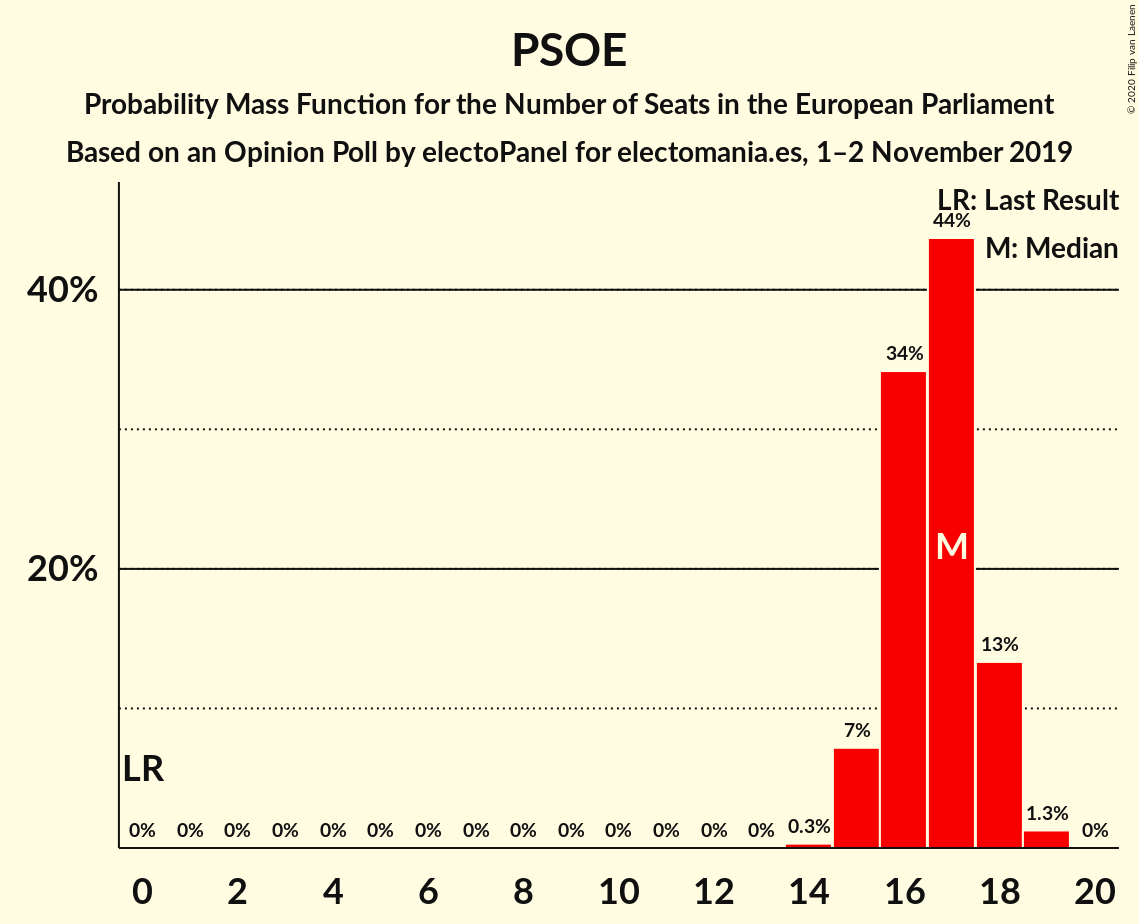 PSOE
Probability Mass Function for the Number of Seats in the European Parliament
Based on an Opinion Poll by electoPanel for electomania.es, 1–2 November 2019
© 2020 Filip van Laenen
LR: Last Result
M: Median
44%
40%
34%
M
20%
13%
7%
LR
0% 0% 0% 0% 0% 0% 0% 0% 0% 0% 0% 0% 0% 0% 0.3% 1.3% 0%
0 2 4 6 8 10 12 14 16 18 20